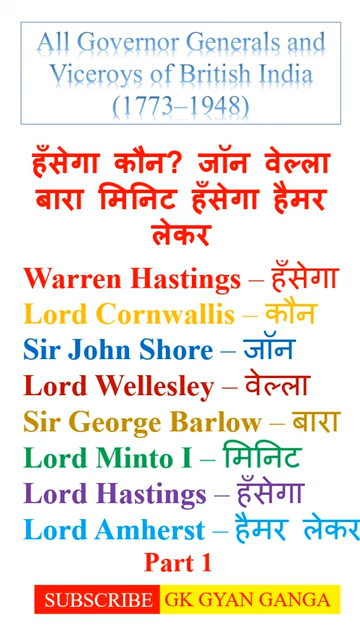 All Governor Generals and
Viceroys of British India
(1773–1948)
हँसेगा कौन? जॉन वेल्ला
बारा मिनिट हँसेगा हैमर
लेकर
Warren Hastings – हँसेगा
Lord Cornwallis – कौन
Sir John Shore – जॉन
Lord Wellesley – वेल्ला
Sir George Barlow – बारा
Lord Minto I – मिनिट
Lord Hastings – हँसेगा
Lord Amherst – हैमर लेकर
Part 1
SUBSCRIBE GK GYAN GANGA